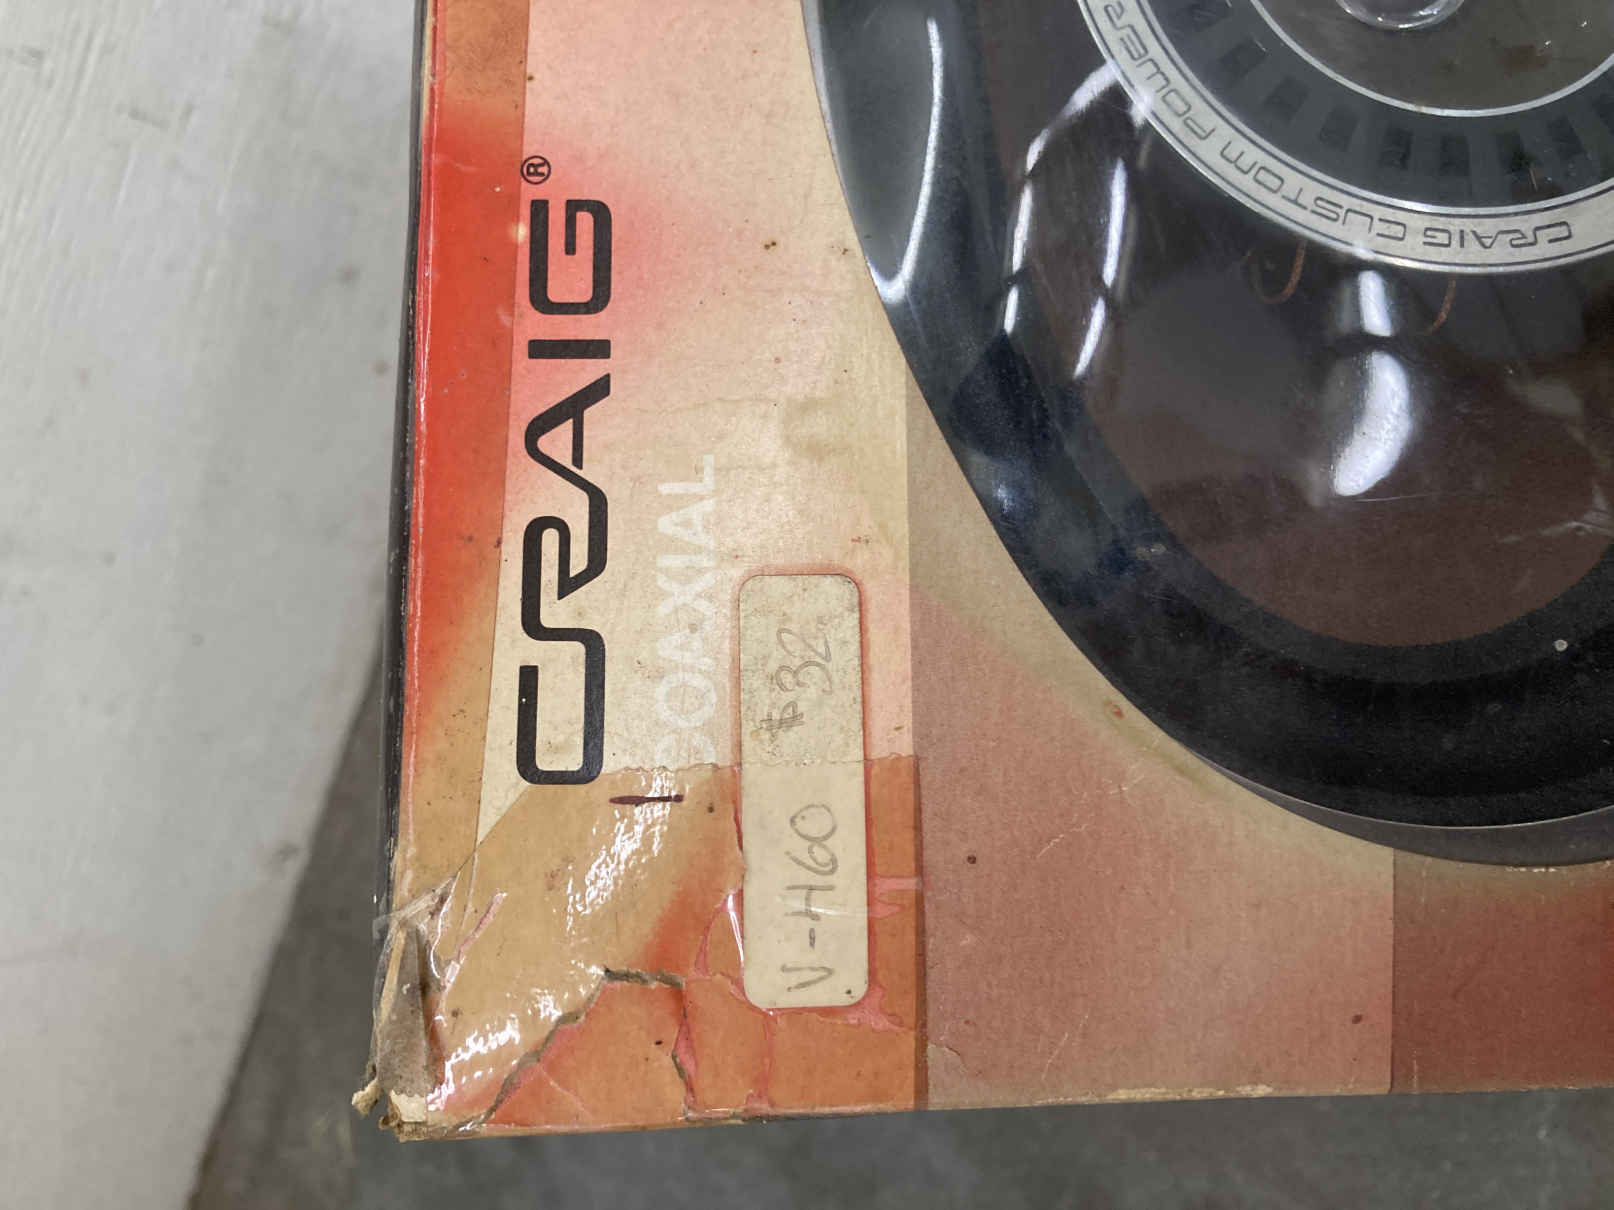 CRAIG®
COAXIAL
$32
V-H60
CRAIG CUSTOM POWER